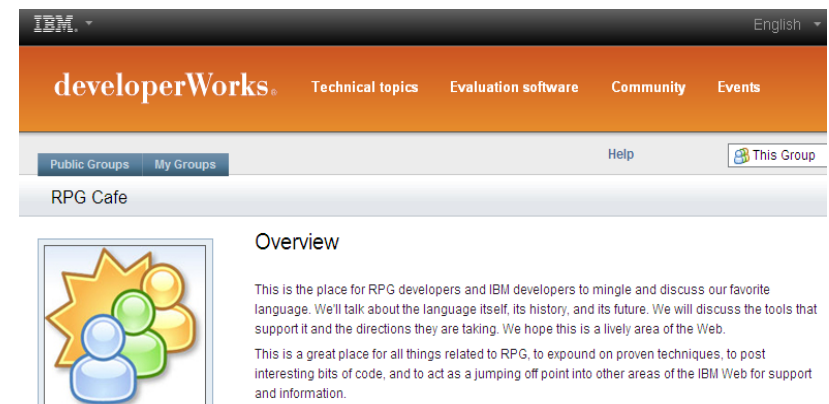 IBM. English
developerWorks. Technical topics Evaluation software Community Events
Public Groups My Groups Help This Group
RPG Cafe
Overview
This is the place for RPG developers and IBM developers to mingle and discuss our favorite
language. We'll talk about the language itself, its history, and its future. We will discuss the tools that
support it and the directions they are taking. We hope this is a lively area of the Web.
This is a great place for all things related to RPG, to expound on proven techniques, to post
interesting bits of code, and to act as a jumping off point into other areas of the IBM Web for support
and information.